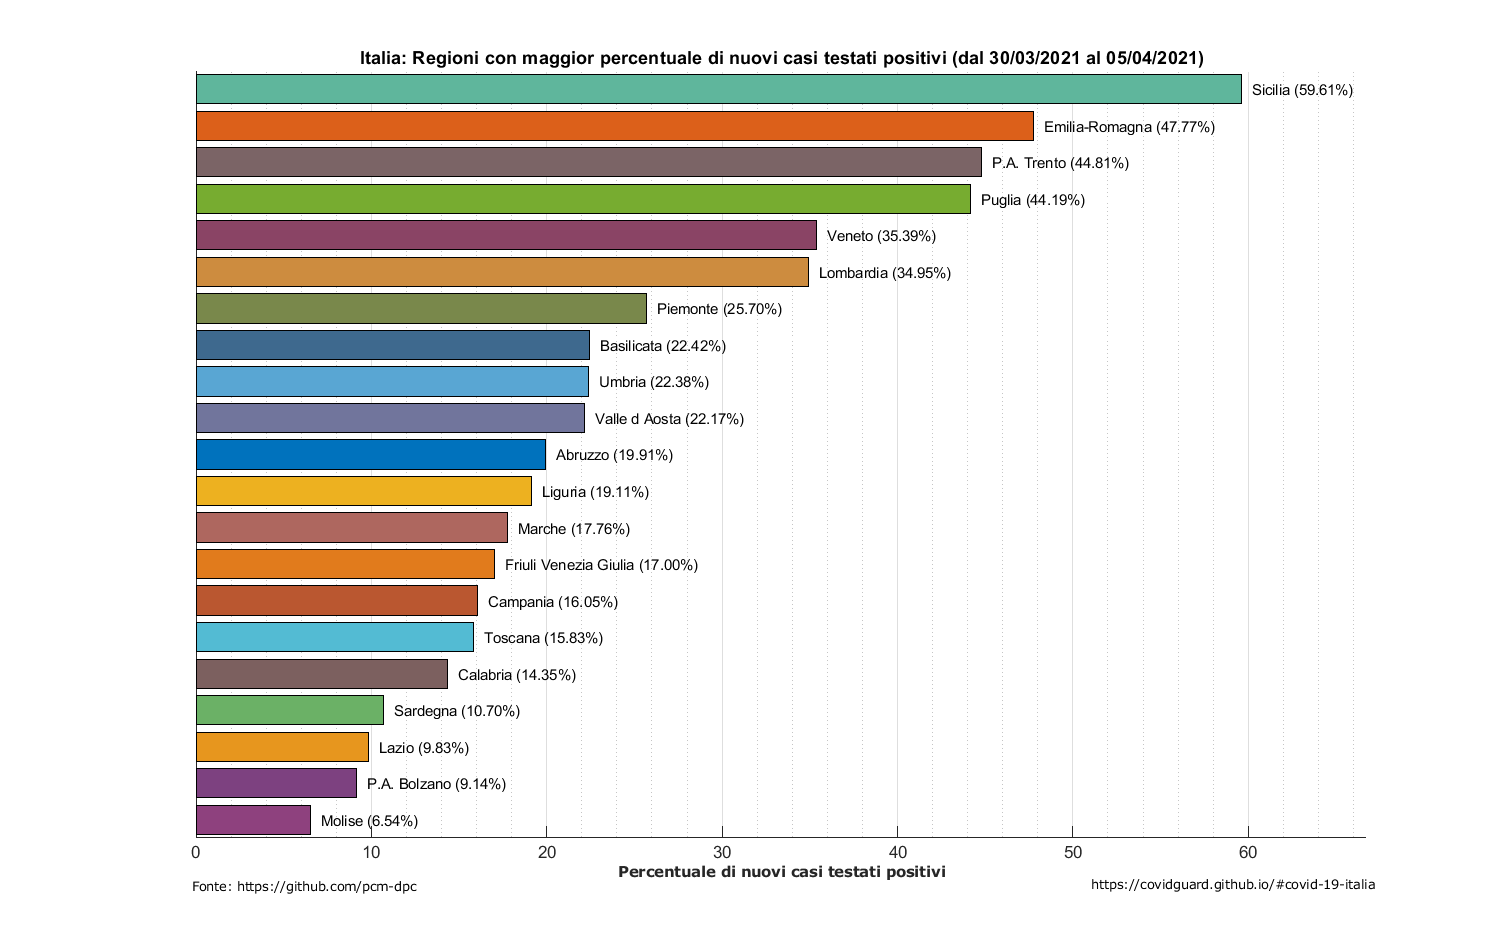 Italia: Regioni con maggior percentuale di nuovi casi testati positivi (dal 30/03/2021 al 05/04/2021)
Sicilia (59.61%)
Emilia-Romagna (47.77%)
P.A. Trento (44.81%)
Puglia (44.19%)
Veneto (35.39%)
Lombardia (34.95%)
Piemonte (25.70%)
Basilicata (22.42%)
Umbria (22.38%)
Valle d Aosta (22.17%)
Abruzzo (19.91%)
Liguria (19.11%)
Marche (17.76%)
Friuli Venezia Giulia (17.00%)
Campania (16.05%)
Toscana (15.83%)
Calabria (14.35%)
Sardegna (10.70%)
Lazio (9.83%)
P.A. Bolzano (9.14%)
Molise (6.54%)
0 10 20 30 40 50 60
Percentuale di nuovi casi testati positivi
Fonte: https://github.com/pcm-dpc
https://covidguard.github.io/#covid-19-italia